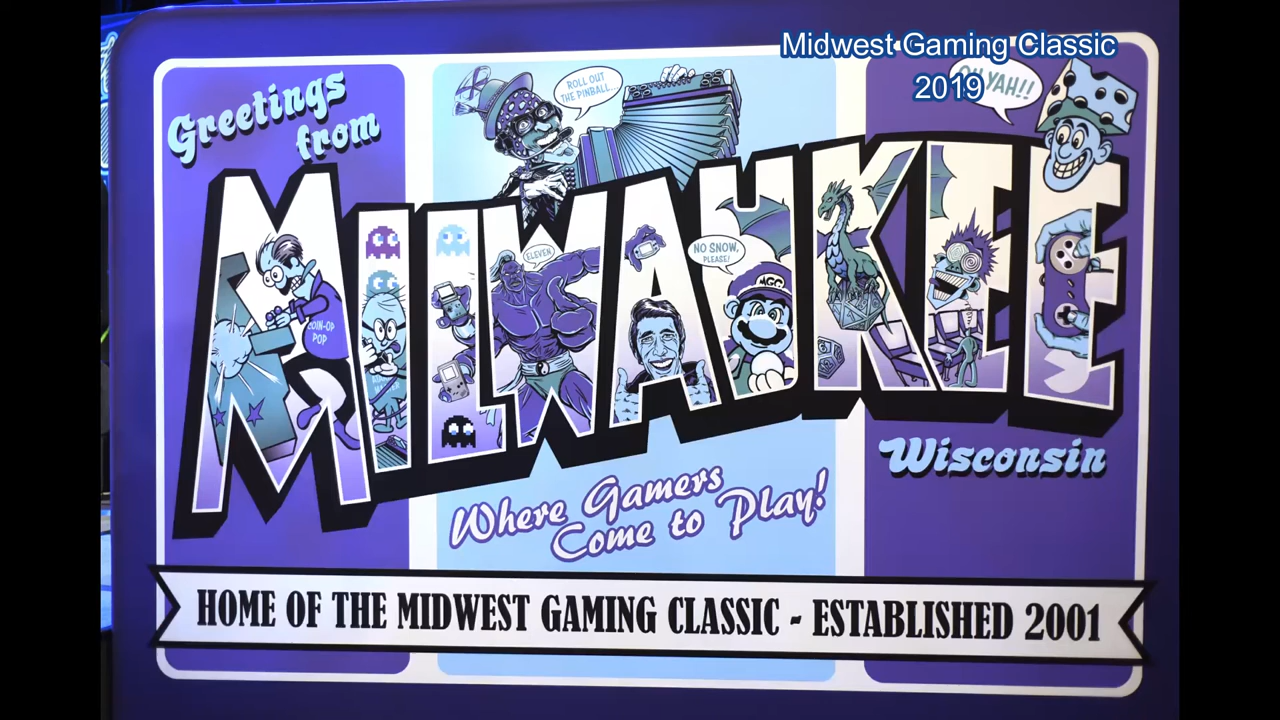 Midwest Gaming Classic
2019
Greetings
from
ROLL OUT
THE PINBALL...
YAH!!
MILWAUKEE
ELEVEN
NO SNOW,
PLEASE!
MGC
COIN-OP
POP
Wisconsin
Where Gamers
Come to Play!
HOME OF THE MIDWEST GAMING CLASSIC - ESTABLISHED 2001